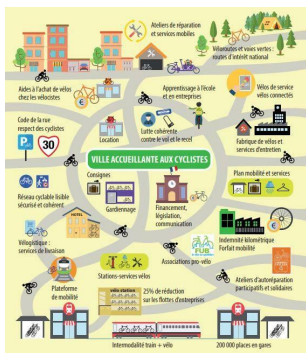 Ateliers de réparation
et services mobiles
Véloroutes et voies vertes :
routes d'intérêt national
Aides à l'achat de vélos
chez les vélocistes
Apprentissage à l'école
et en entreprises
Vélos de service
vélos connectés
Code de la rue
respect des cyclistes
P
30
Location
Lutte cohérente
contre le vol et le recel
Fabrique de vélos et
services d'entretien
VILLE ACCUEILLANTE AUX CYCLISTES
Consignes
Plan mobilité et services
Réseau cyclable lisible
sécurisé et cohérent
Gardiennage
Financement,
législation,
communication
HOTEL
Vélogistique :
services de livraison
FUB
Indemnité kilométrique
Forfait mobilité
Stations-services vélos
Associations pro-vélo
Plateforme
de mobilité
vélo station
25% de réduction
sur les flottes d'entreprises
Ateliers d'autoréparation
participatifs et solidaires
Intermodalité train + vélo
200 000 places en gares